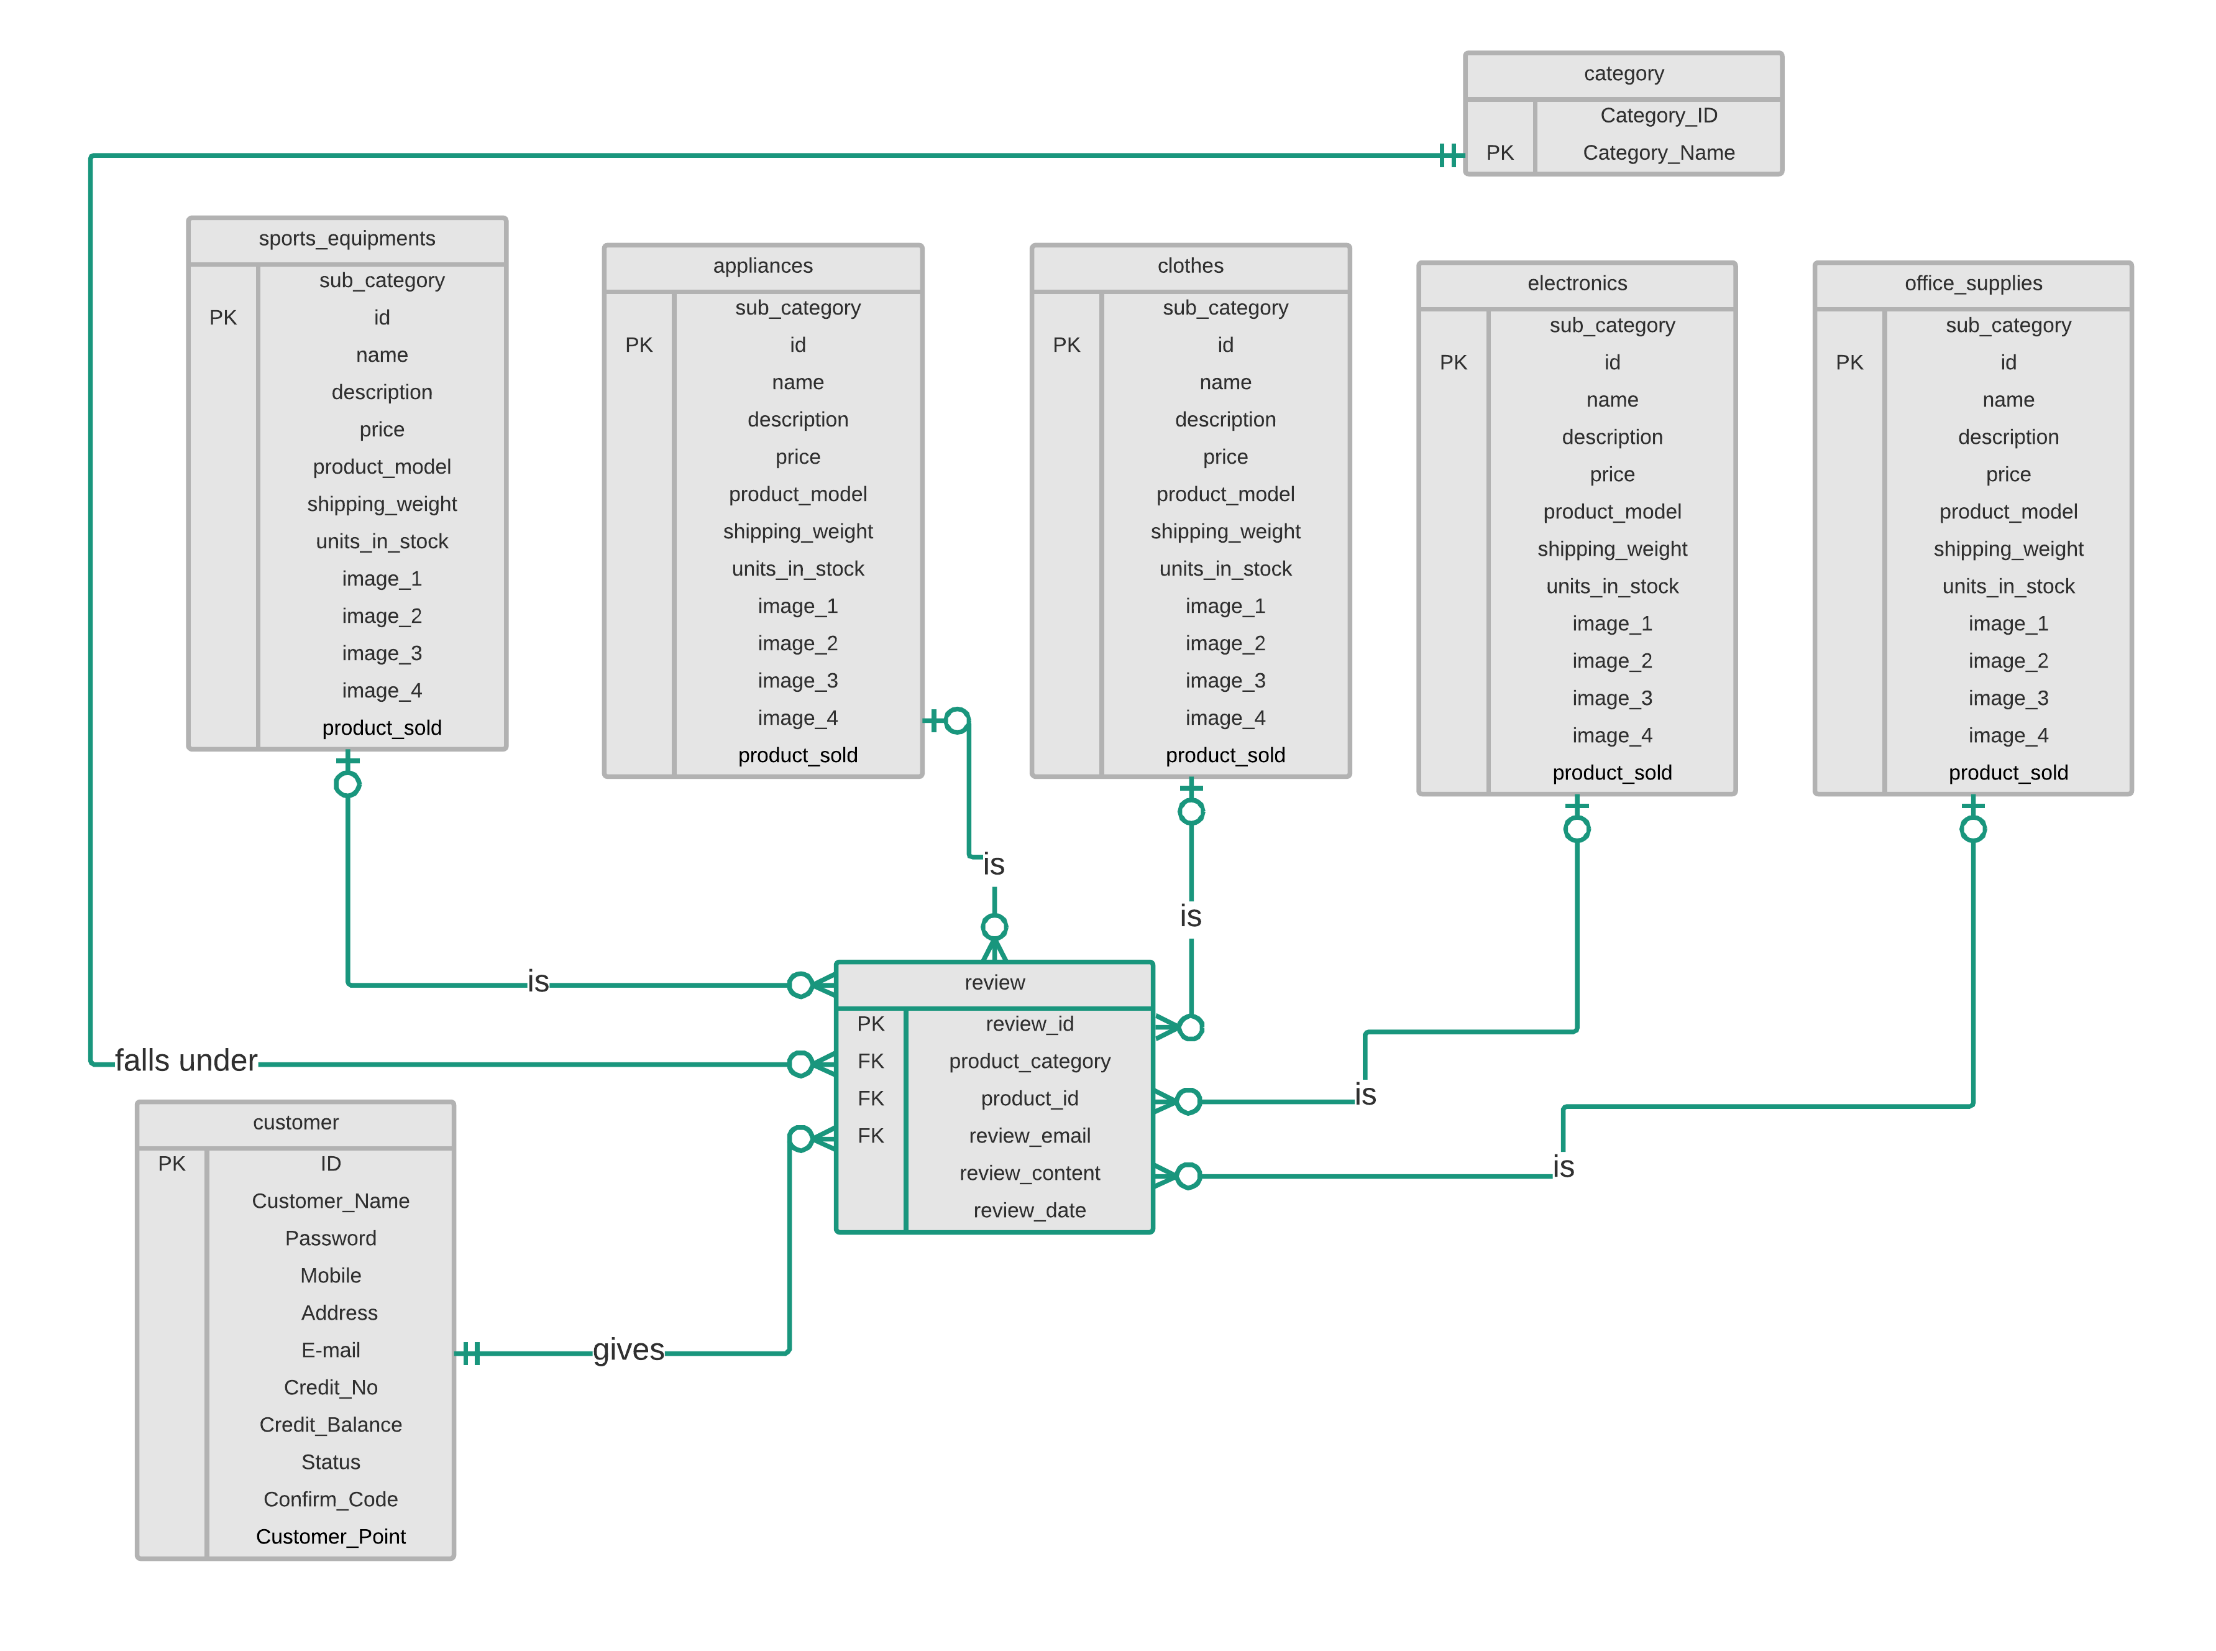 category
Category_ID
PK Category_Name
sports_equipments
sub_category
PK id
name
description
price
product_model
shipping_weight
units_in_stock
image_1
image_2
image_3
image_4
product_sold
appliances
sub_category
PK id
name
description
price
product_model
shipping_weight
units_in_stock
image_1
image_2
image_3
image_4
product_sold
clothes
sub_category
PK id
name
description
price
product_model
shipping_weight
units_in_stock
image_1
image_2
image_3
image_4
product_sold
electronics
sub_category
PK id
name
description
price
product_model
shipping_weight
units_in_stock
image_1
image_2
image_3
image_4
product_sold
office_supplies
sub_category
PK id
name
description
price
product_model
shipping_weight
units_in_stock
image_1
image_2
image_3
image_4
product_sold
is
is
is
is
is
falls under
gives
review
PK review_id
FK product_category
FK product_id
FK review_email
review_content
review_date
customer
PK ID
Customer_Name
Password
Mobile
Address
E-mail
Credit_No
Credit_Balance
Status
Confirm_Code
Customer_Point